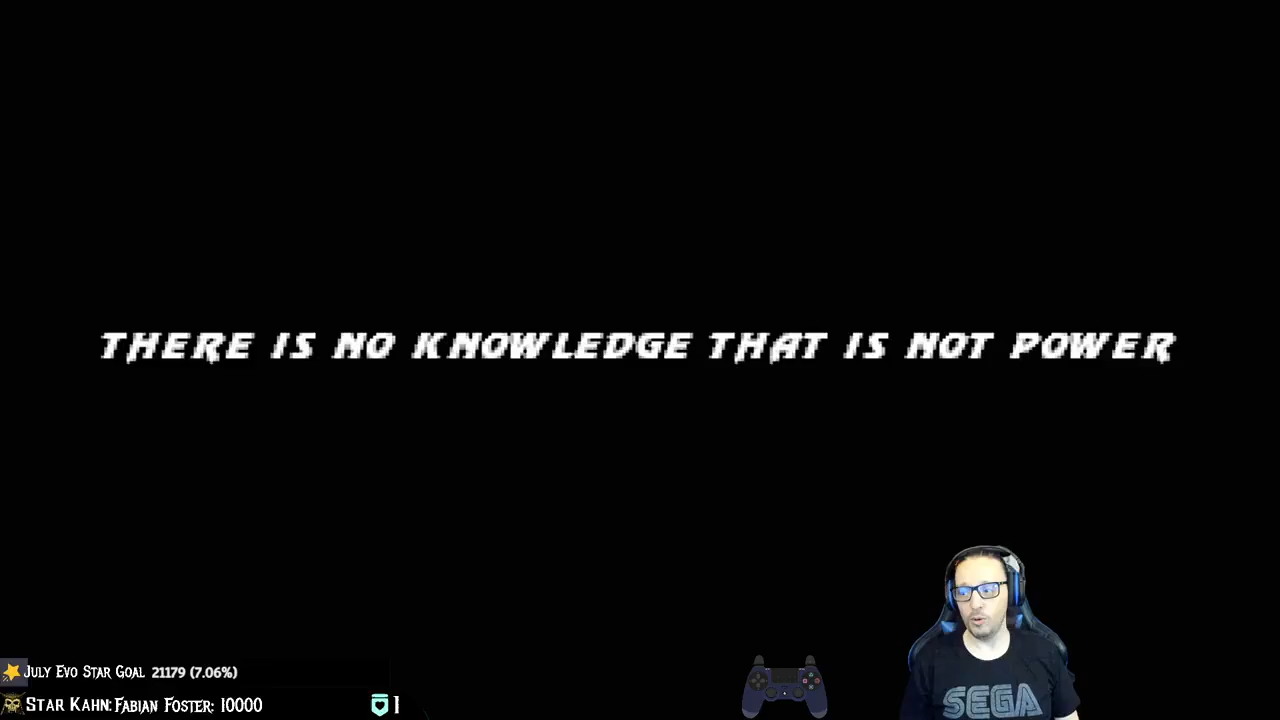 THERE IS NO KNOWLEDGE THAT IS NOT POWER
JULY EVO STAR GOAL 21179 (7.06%)
STAR KAHN: FABIAN FOSTER: 10000 1
SEGA